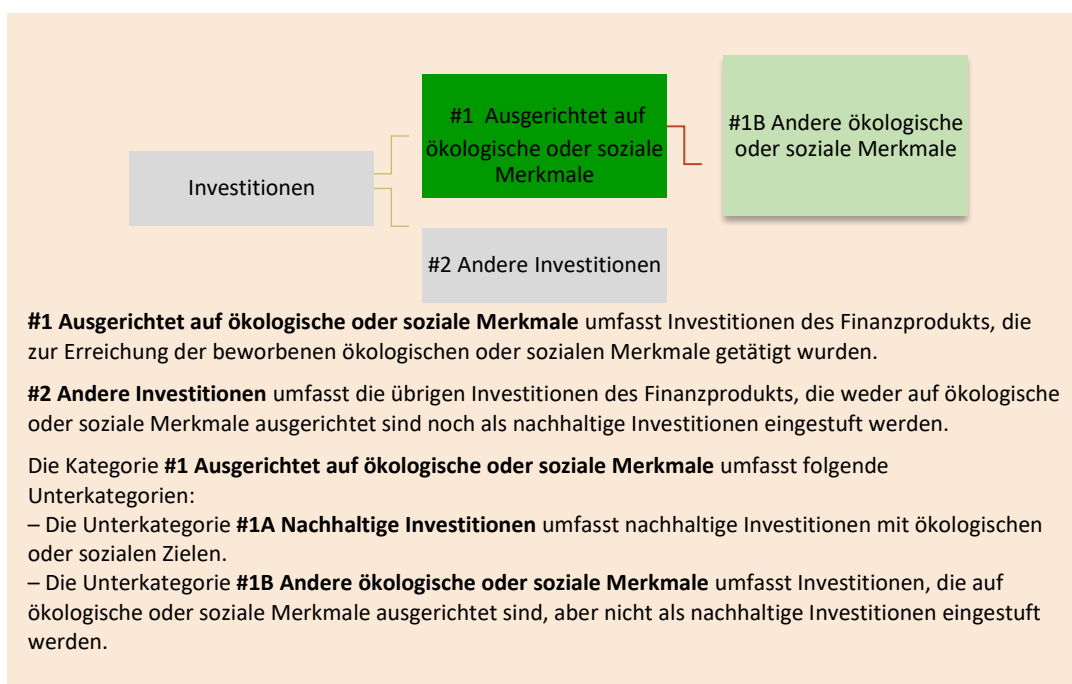 #1 Ausgerichtet auf
ökologische oder soziale
Merkmale
#1B Andere ökologische
oder soziale Merkmale
Investitionen
#2 Andere Investitionen
#1 Ausgerichtet auf ökologische oder soziale Merkmale umfasst Investitionen des Finanzprodukts, die
zur Erreichung der beworbenen ökologischen oder sozialen Merkmale getätigt wurden.
#2 Andere Investitionen umfasst die übrigen Investitionen des Finanzprodukts, die weder auf ökologische
oder soziale Merkmale ausgerichtet sind noch als nachhaltige Investitionen eingestuft werden.
Die Kategorie #1 Ausgerichtet auf ökologische oder soziale Merkmale umfasst folgende
Unterkategorien:
– Die Unterkategorie #1A Nachhaltige Investitionen umfasst nachhaltige Investitionen mit ökologischen
oder sozialen Zielen.
– Die Unterkategorie #1B Andere ökologische oder soziale Merkmale umfasst Investitionen, die auf
ökologische oder soziale Merkmale ausgerichtet sind, aber nicht als nachhaltige Investitionen eingestuft
werden.